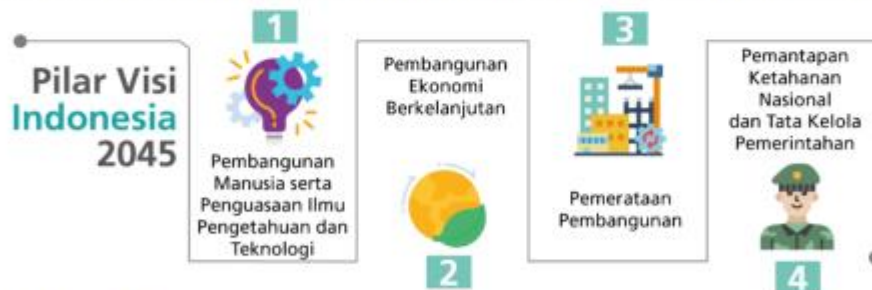 Pilar Visi
Indonesia
2045
1
Pembangunan
Manusia serta
Penguasaan Ilmu
Pengetahuan dan
Teknologi
Pembangunan
Ekonomi
Berkelanjutan
2
3
Pemerataan
Pembangunan
Pemantapan
Ketahanan
Nasional
dan Tata Kelola
Pemerintahan
4